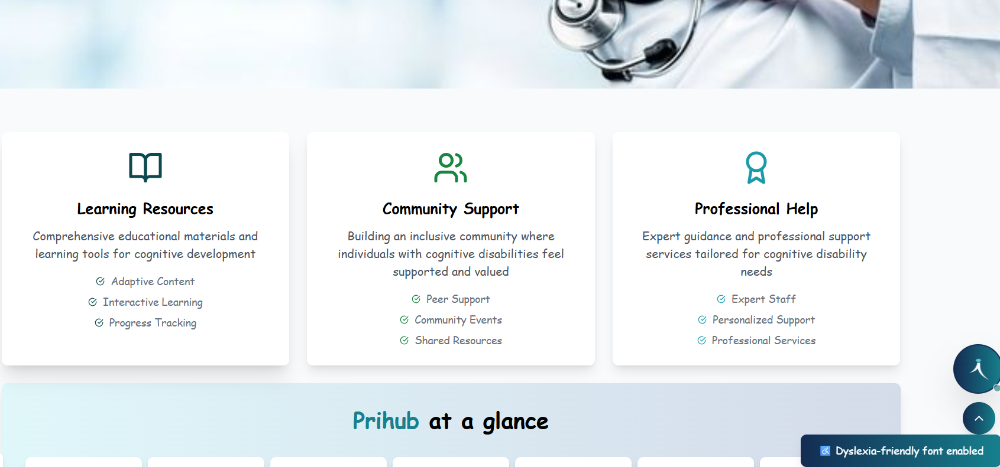 Learning Resources
Comprehensive educational materials and
learning tools for cognitive development
Adaptive Content
Interactive Learning
Progress Tracking
Community Support
Building an inclusive community where
individuals with cognitive disabilities feel
supported and valued
Peer Support
Community Events
Shared Resources
Professional Help
Expert guidance and professional support
services tailored for cognitive disability
needs
Expert Staff
Personalized Support
Professional Services
Prihub at a glance
Dyslexia-friendly font enabled